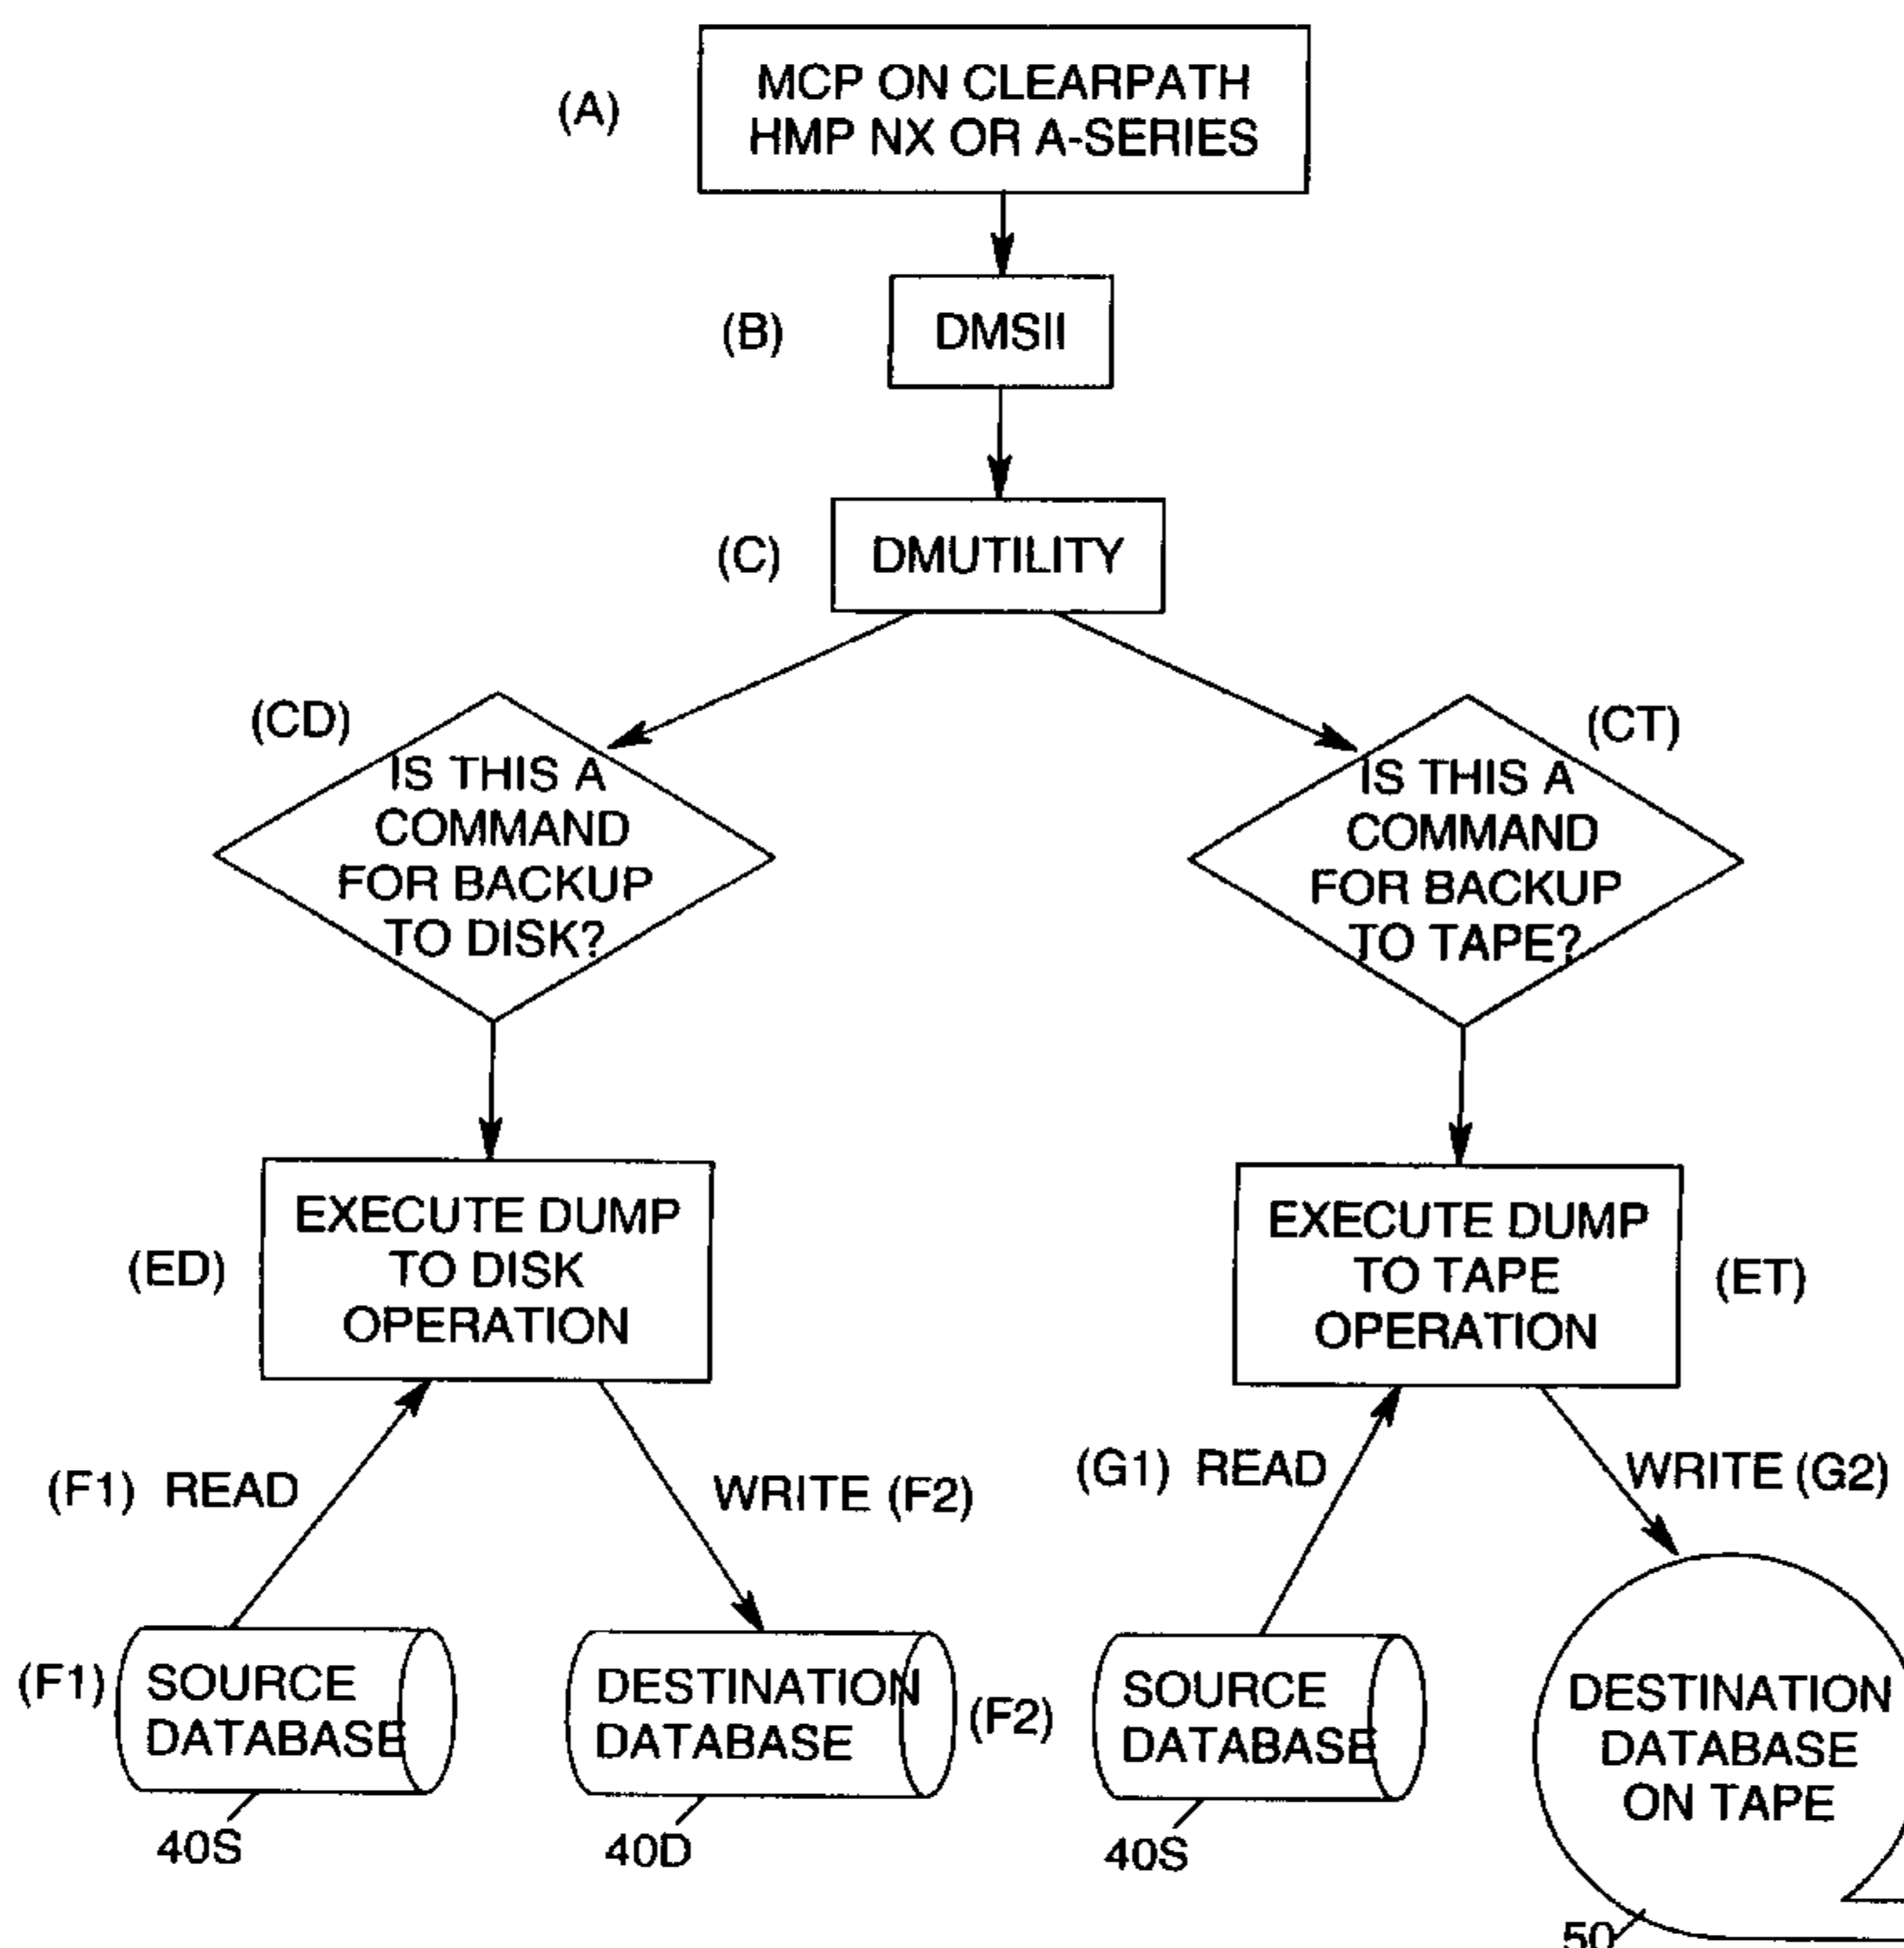 (A)
MCP ON CLEARPATH
HMP NX OR A-SERIES
(B)
DMSII
(C)
DMUTILITY
(CD)
IS THIS A
COMMAND
FOR BACKUP
TO DISK?
(CT)
IS THIS A
COMMAND
FOR BACKUP
TO TAPE?
(ED)
EXECUTE DUMP
TO DISK
OPERATION
EXECUTE DUMP
TO TAPE
OPERATION
(ET)
(F1) READ
WRITE (F2)
(G1) READ
WRITE (G2)
(F1)
SOURCE
DATABASE
40S
DESTINATION
DATABASE
(F2)
40D
SOURCE
DATABASE
40S
DESTINATION
DATABASE
ON TAPE
50